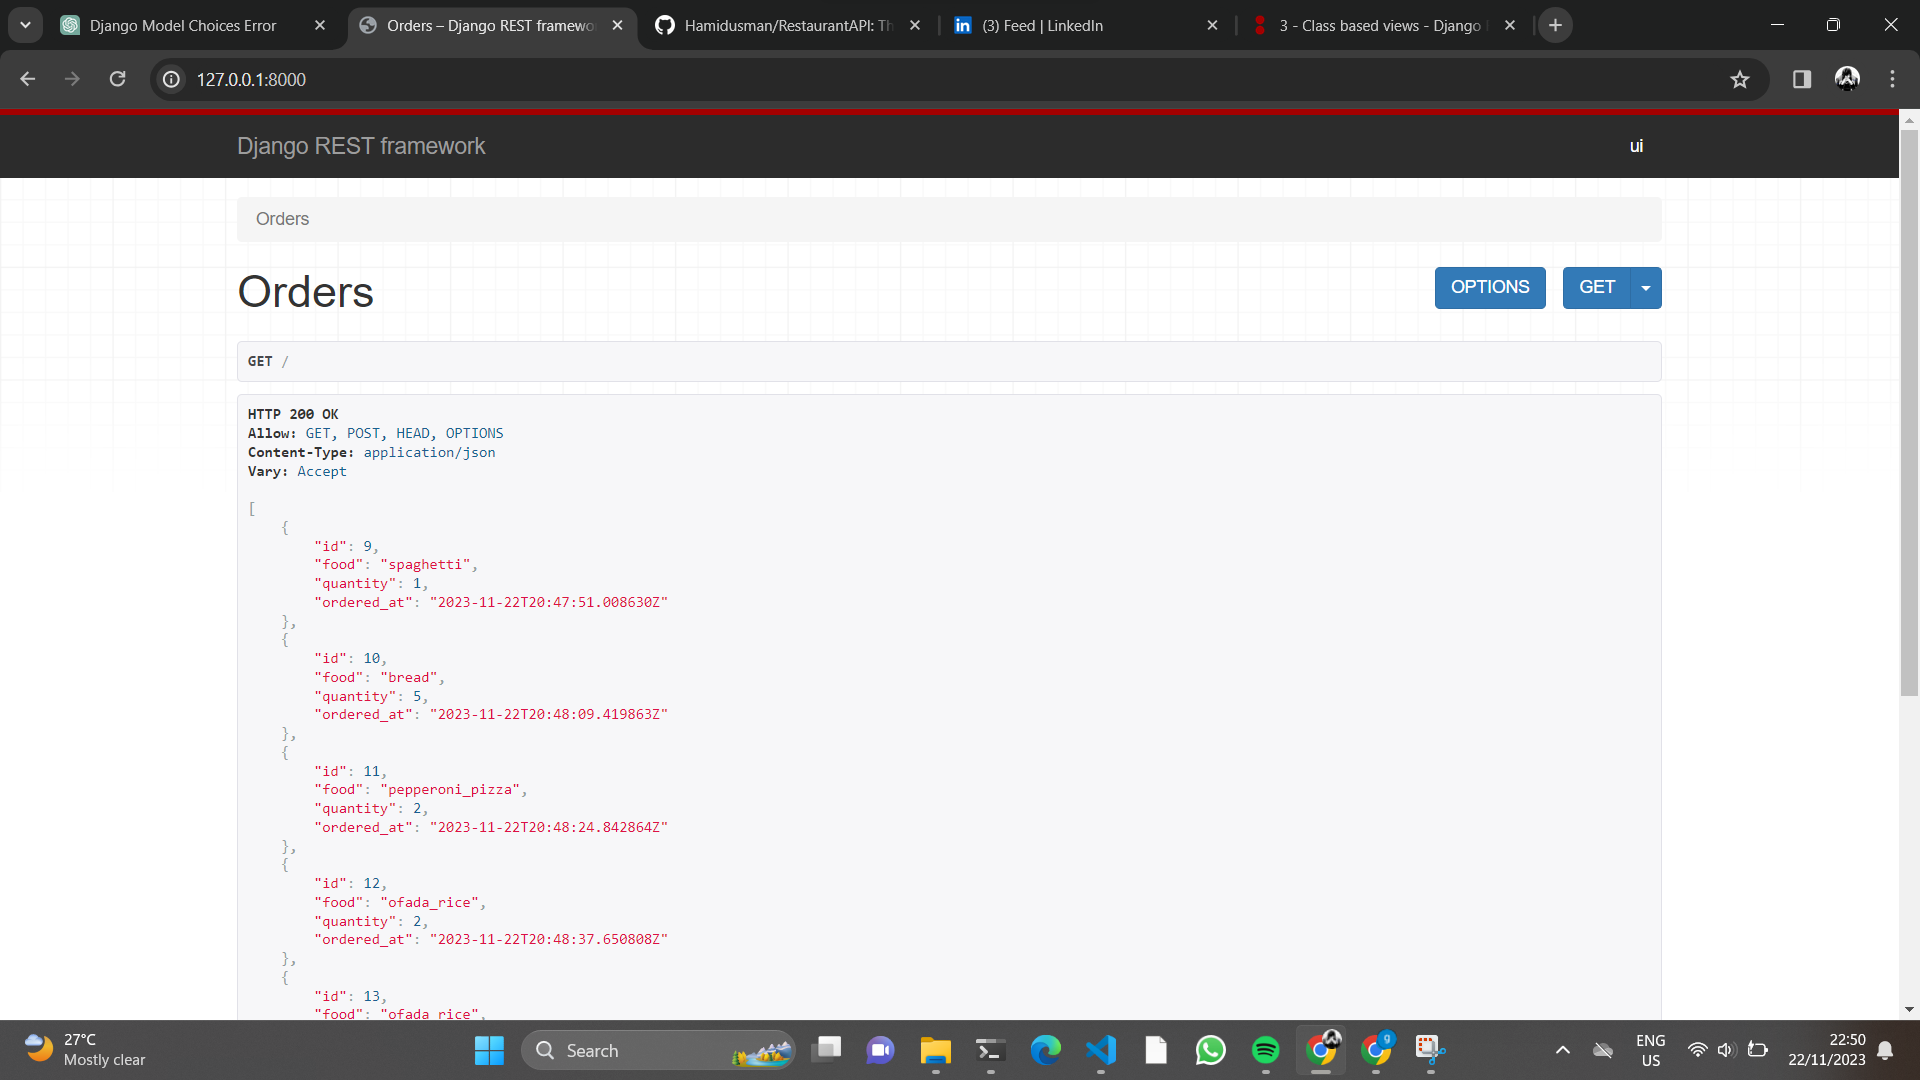 Django Model Choices Error
Orders – Django REST framewo
Hamidusman/RestaurantAPI: Th
(3) Feed | LinkedIn
3 - Class based views - Django
127.0.0.1:8000
Django REST framework
ui
Orders
Orders
OPTIONS
GET
GET /
HTTP 200 OK
Allow: GET, POST, HEAD, OPTIONS
Content-Type: application/json
Vary: Accept
[
{
"id": 9,
"food": "spaghetti",
"quantity": 1,
"ordered_at": "2023-11-22T20:47:51.008630Z"
},
{
"id": 10,
"food": "bread",
"quantity": 5,
"ordered_at": "2023-11-22T20:48:09.419863Z"
},
{
"id": 11,
"food": "pepperoni_pizza",
"quantity": 2,
"ordered_at": "2023-11-22T20:48:24.842864Z"
},
{
"id": 12,
"food": "ofada_rice",
"quantity": 2,
"ordered_at": "2023-11-22T20:48:37.650808Z"
},
{
"id": 13,
"food": "ofada_rice",
27°C
Mostly clear
Search
g
ENG
US
22:50
22/11/2023